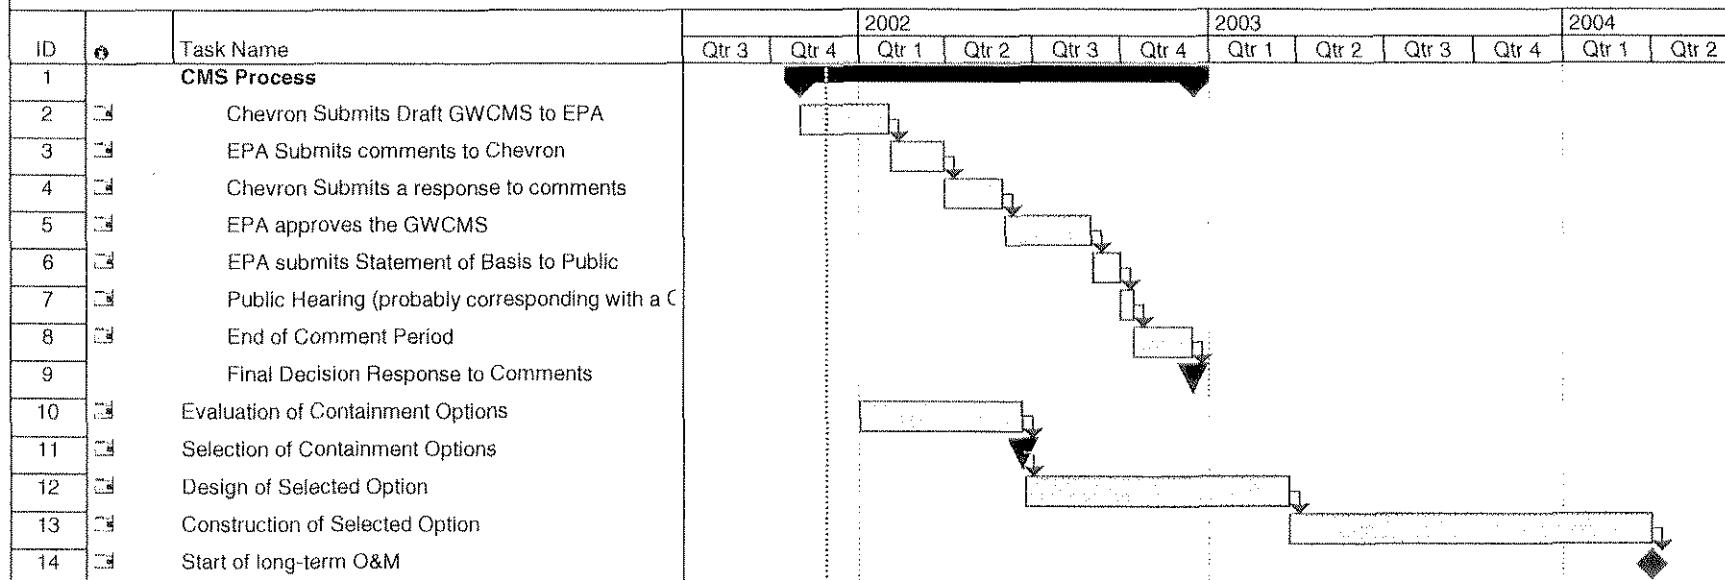 2002 2003 2004
ID Task Name Qtr 3 Qtr 4 Qtr 1 Qtr 2 Qtr 3 Qtr 4 Qtr 1 Qtr 2 Qtr 3 Qtr 4 Qtr 1 Qtr 2
1 CMS Process
2 Chevron Submits Draft GWCMS to EPA
3 EPA Submits comments to Chevron
4 Chevron Submits a response to comments
5 EPA approves the GWCMS
6 EPA submits Statement of Basis to Public
7 Public Hearing (probably corresponding with a C
8 End of Comment Period
9 Final Decision Response to Comments
10 Evaluation of Containment Options
11 Selection of Containment Options
12 Design of Selected Option
13 Construction of Selected Option
14 Start of long-term O&M